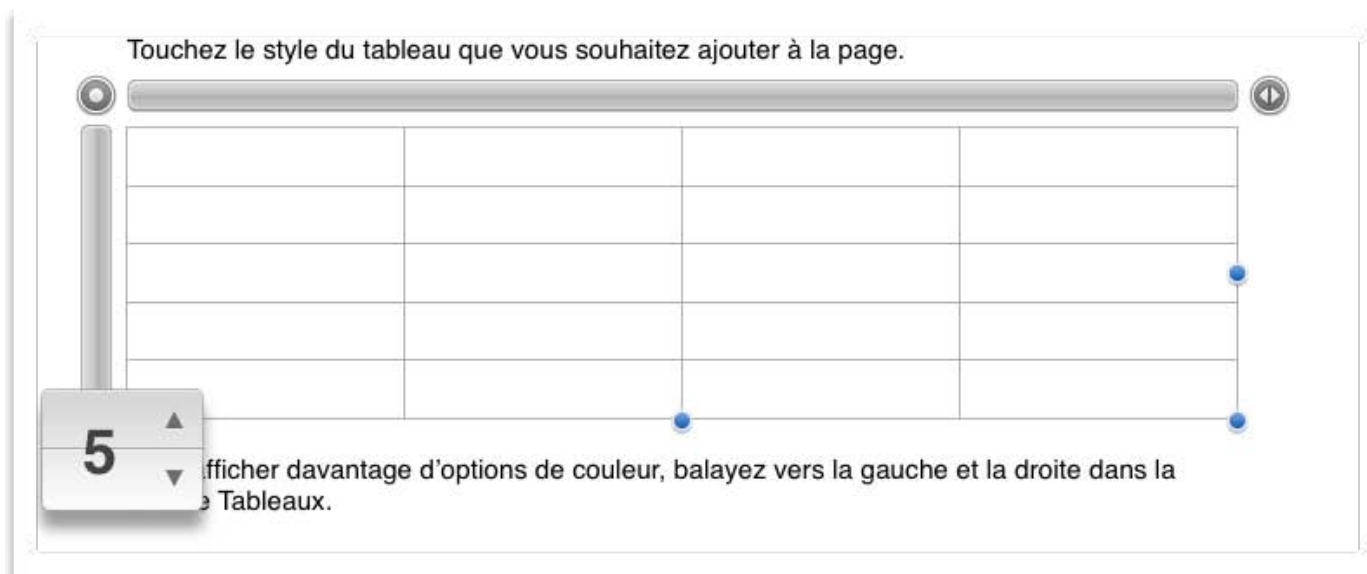 Touchez le style du tableau que vous souhaitez ajouter à la page.
5
afficher davantage d’options de couleur, balayez vers la gauche et la droite dans la
Tableaux.